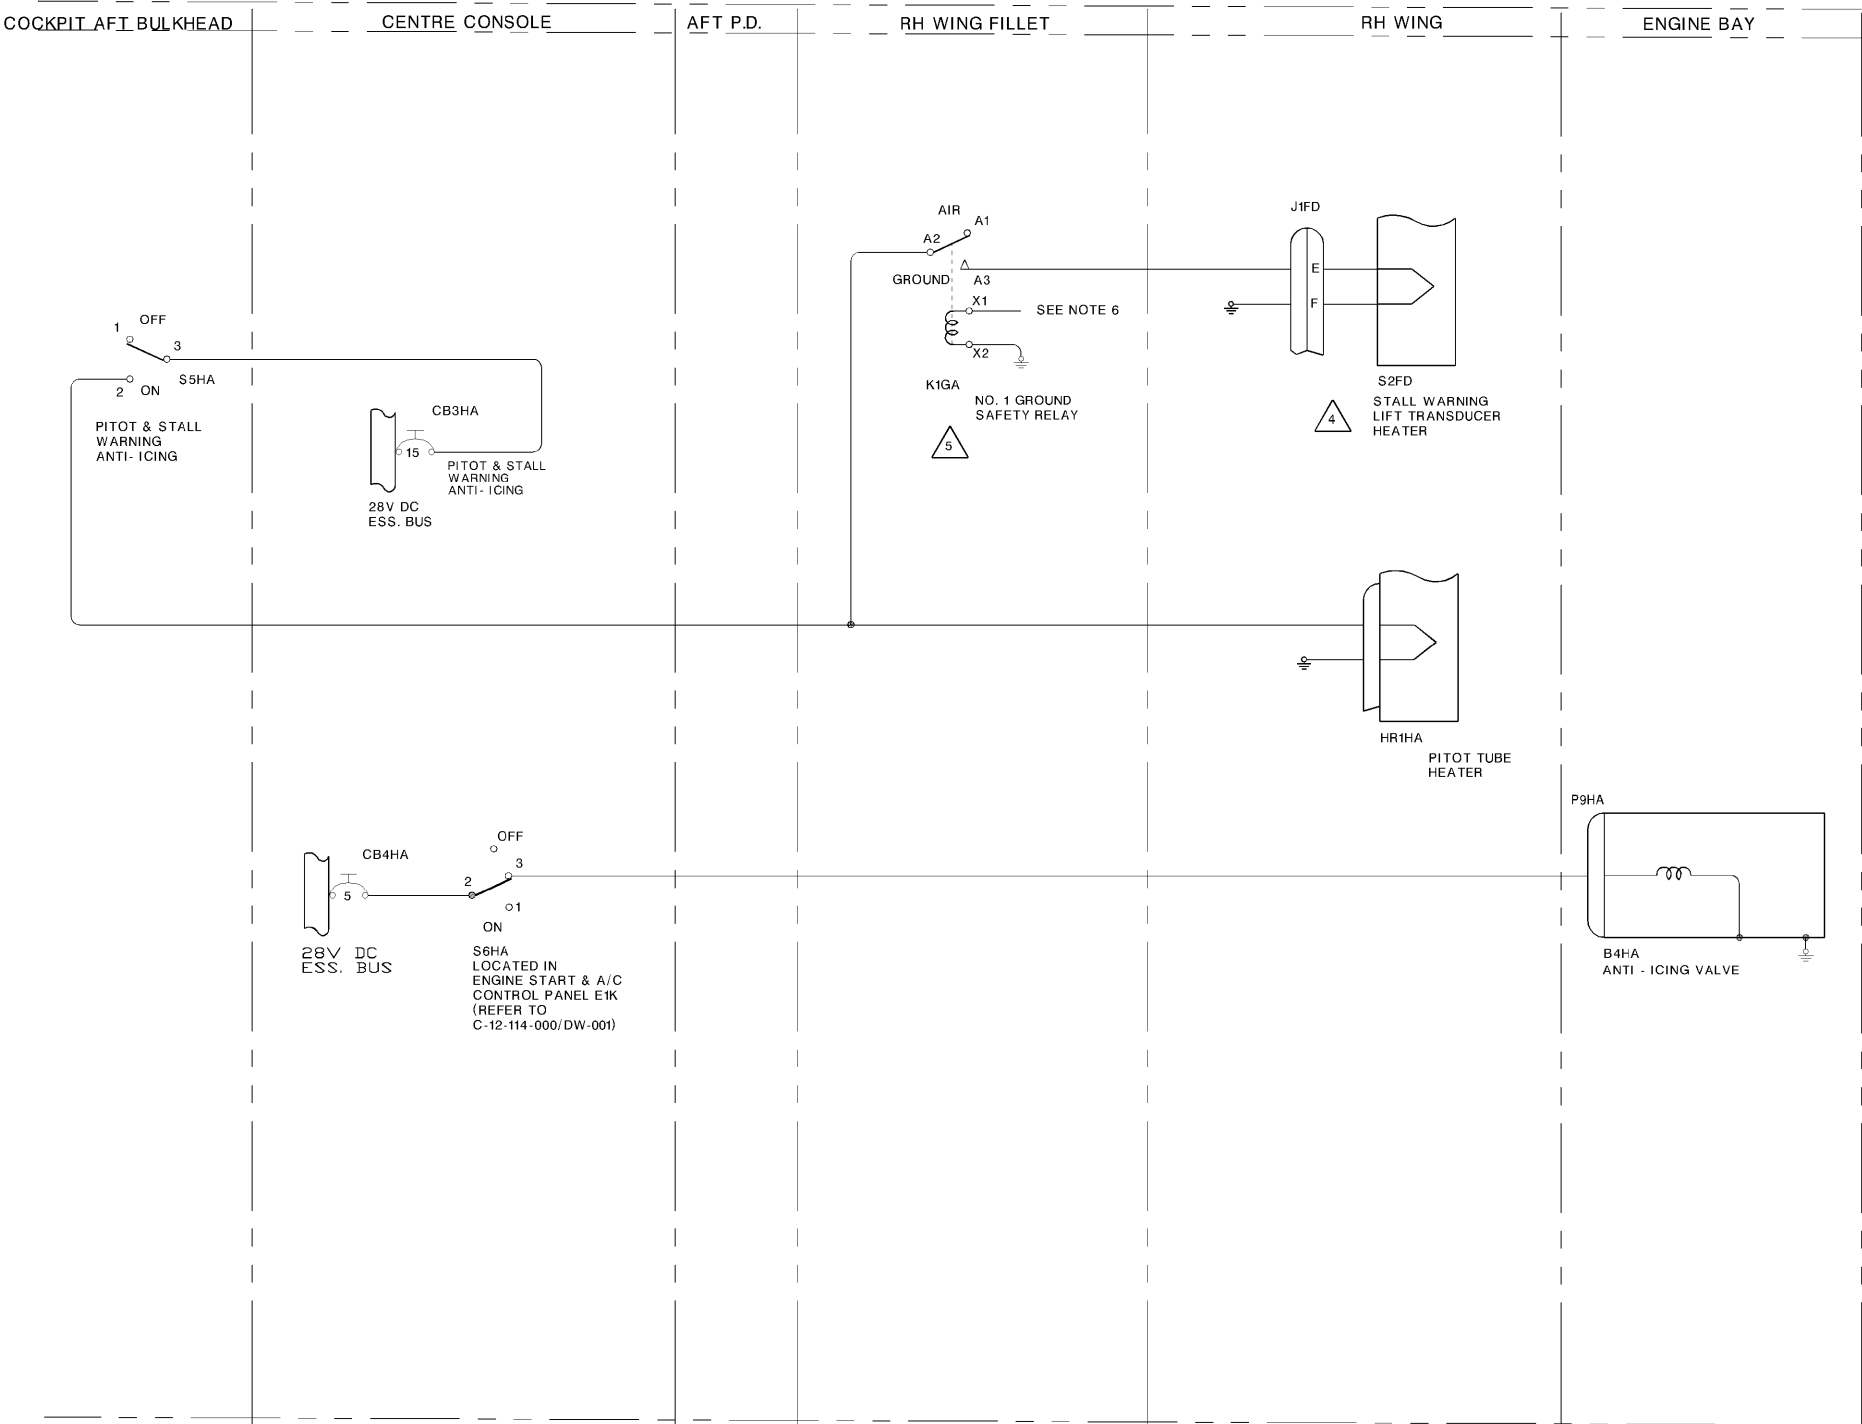 COCKPIT AFT BULKHEAD
CENTRE CONSOLE
AFT P.D.
RH WING FILLET
RH WING
ENGINE BAY
AIR
A1
A2
GROUND
A3
X1
SEE NOTE 6
X2
K1GA
NO. 1 GROUND
SAFETY RELAY
5
J1FD
E
F
S2FD
STALL WARNING
LIFT TRANSDUCER
HEATER
4
OFF
1
3
S5HA
2
ON
PITOT & STALL
WARNING
ANTI- ICING
CB3HA
15
PITOT & STALL
WARNING
ANTI- ICING
28V DC
ESS. BUS
HR1HA
PITOT TUBE
HEATER
P9HA
B4HA
ANTI - ICING VALVE
CB4HA
5
28V DC
ESS. BUS
OFF
3
2
1
ON
S6HA
LOCATED IN
ENGINE START & A/C
CONTROL PANEL E1K
(REFER TO
C-12-114-000/DW-001)